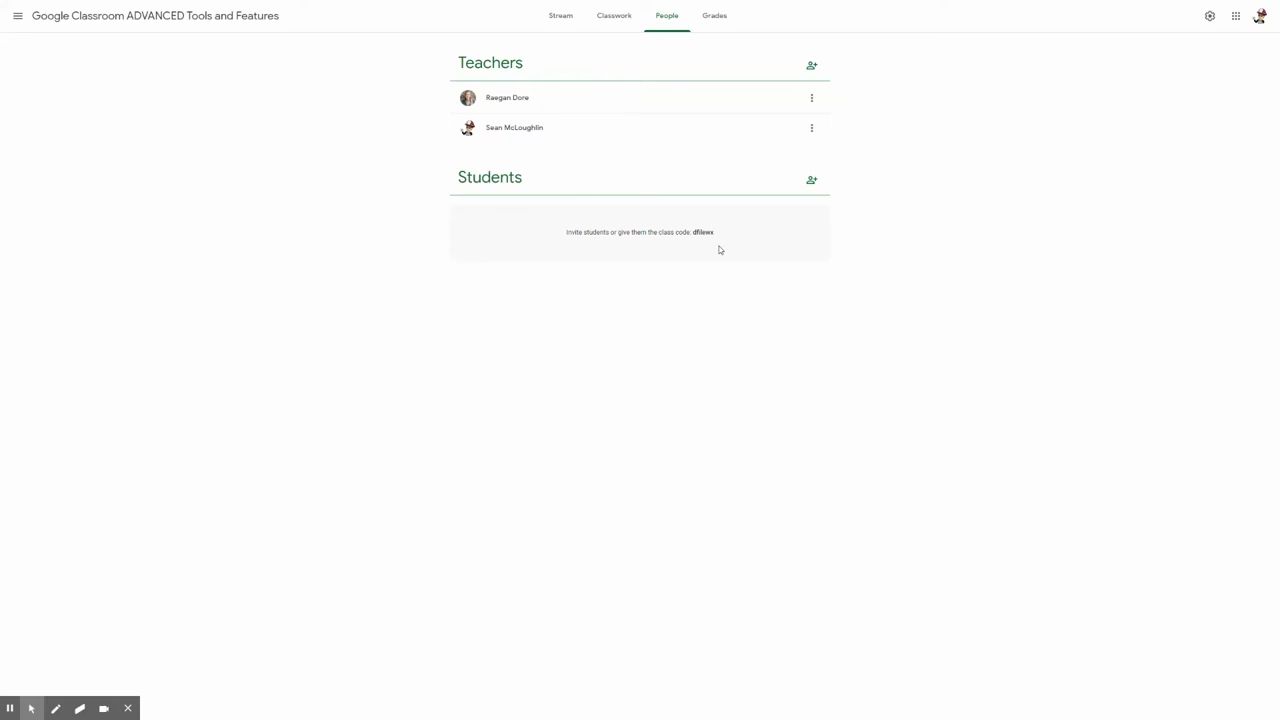 Google Classroom ADVANCED Tools and Features
Stream
Classwork
People
Grades
Teachers
Raegan Dore
Sean McLoughlin
Students
Invite students or give them the class code: dfilewx